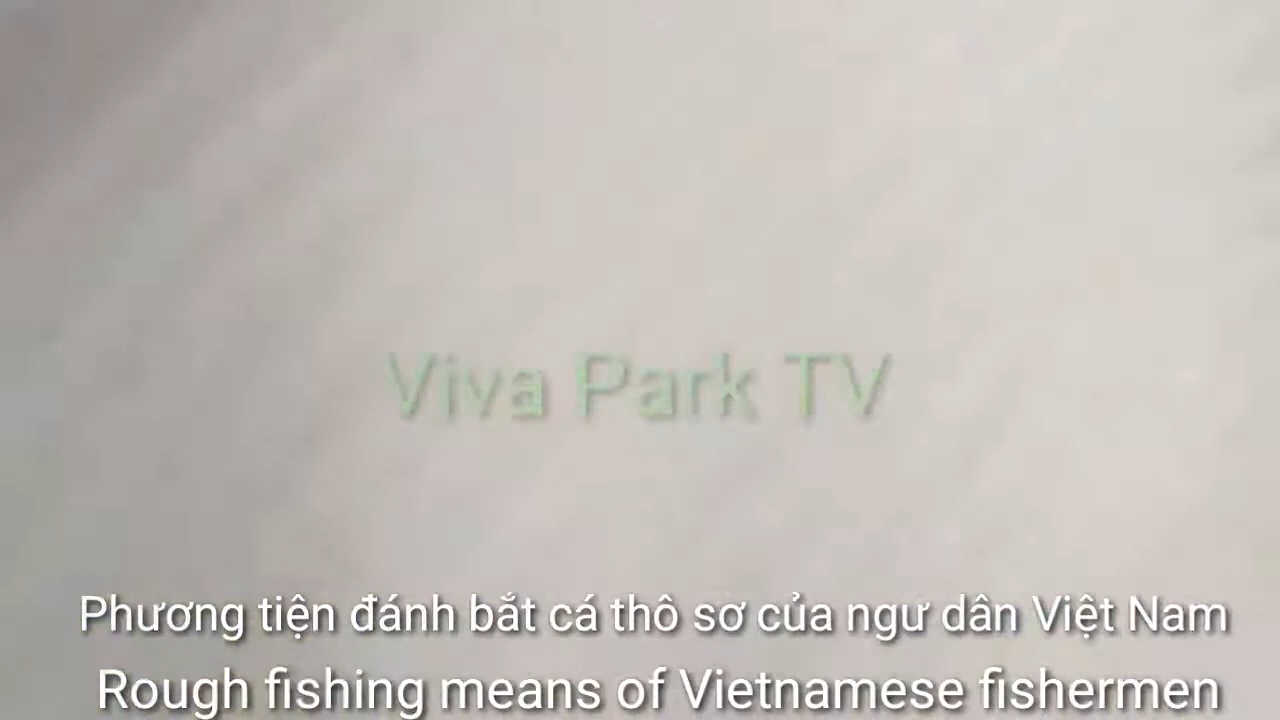 Viva Park TV
Phương tiện đánh bắt cá thô sơ của ngư dân Việt Nam
Rough fishing means of Vietnamese fishermen